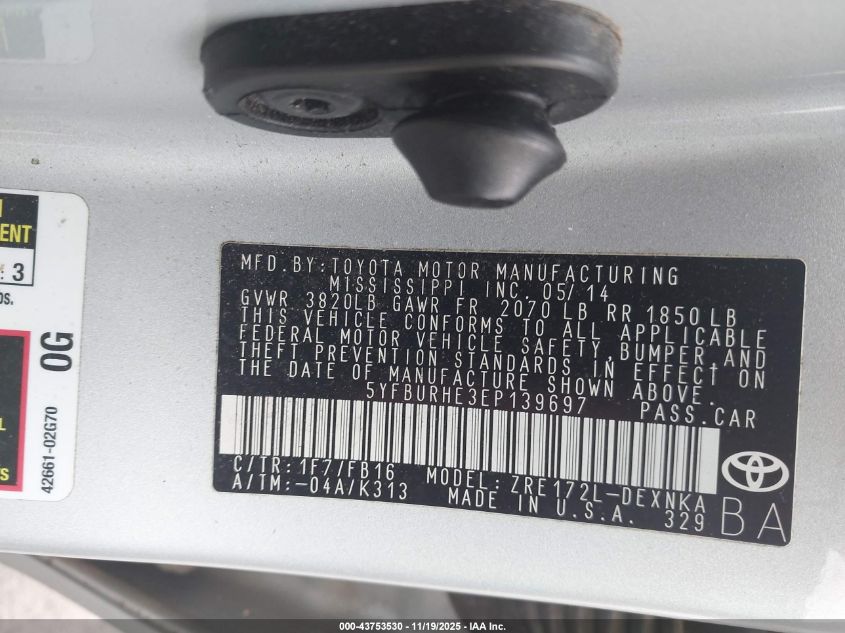 ENT
: 3
OS.
L
's
0G
42661-02G70
MFD.BY:TOYOTA MOTOR MANUFACTURING
MISSISSIPPI INC. 05/14
GVWR 3820LB GAWR FR 2070 LB RR 1850 LB
THIS VEHICLE CONFORMS TO ALL APPLICABLE
FEDERAL MOTOR VEHICLE SAFETY, BUMPER, AND
THEFT PREVENTION STANDARDS IN EFFECT ON
THE DATE OF MANUFACTURE SHOWN ABOVE.
5YFBURHE3EP139697 PASS.CAR
C/TR:1F7/FB16 MODEL:ZRE172L-DEXNKA
A/TM:-04A/K313 MADE IN U.S.A. 329
BA
000-43753530 - 11/19/2025 - IAA Inc.